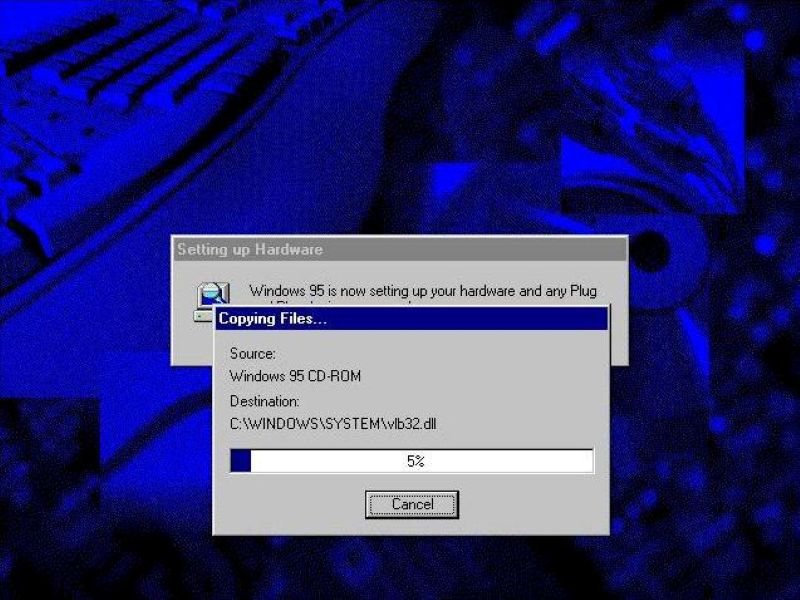 Setting up Hardware
Windows 95 is now setting up your hardware and any Plug
Copying Files...
Source:
Windows 95 CD-ROM
Destination:
C:\WINDOWS\SYSTEM\vlb32.dll
5%
Cancel